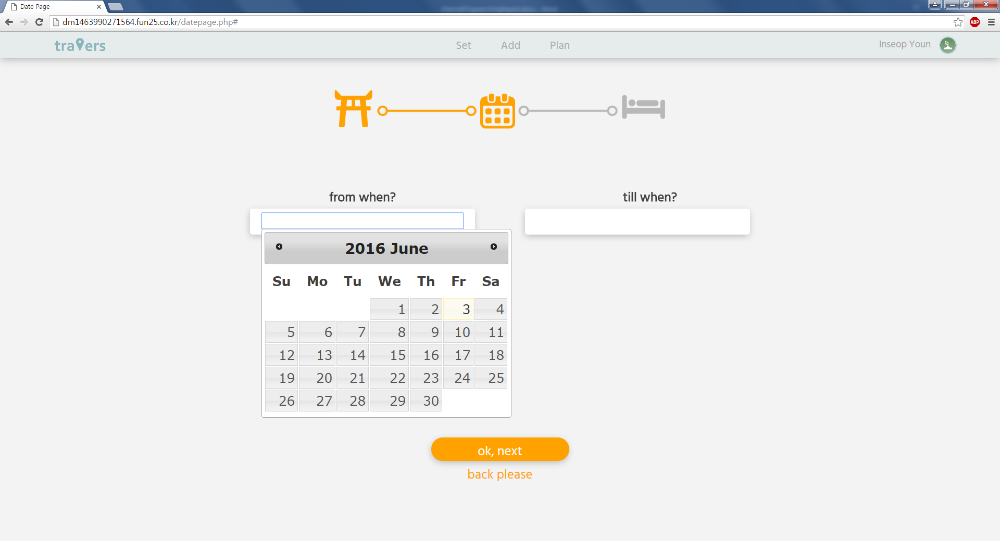 Date Page
dm1463990271564.fun25.co.kr/datepage.php#
ABP
travers
Set Add Plan
Inseop Youn
from when?
till when?
2016 June
Su Mo Tu We Th Fr Sa
1 2 3 4
5 6 7 8 9 10 11
12 13 14 15 16 17 18
19 20 21 22 23 24 25
26 27 28 29 30
ok, next
back please